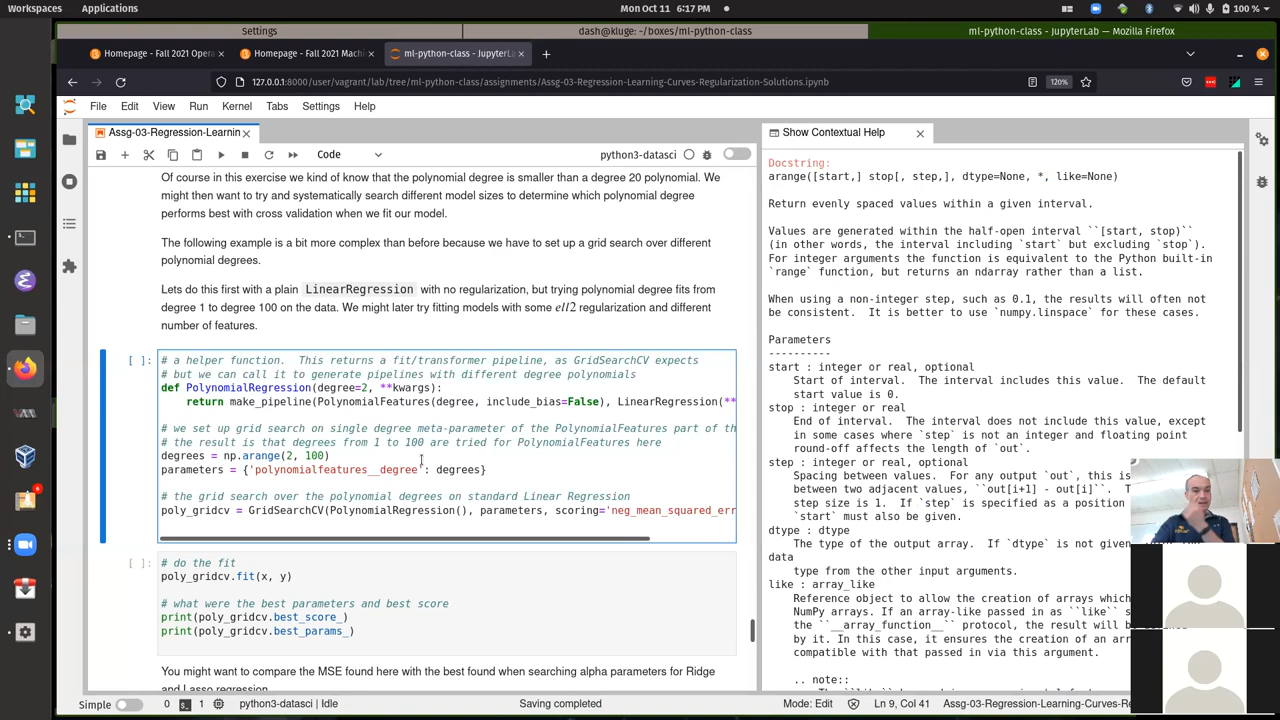 Workspaces
Applications
Mon Oct 11 6:17 PM
100 %
Settings
dash@kluge: ~/boxes/ml-python-class
ml-python-class - JupyterLab — Mozilla Firefox
Homepage - Fall 2021 Opera
Homepage - Fall 2021 Machi
ml-python-class - JupyterLa
127.0.0.1:8000/user/vagrant/lab/tree/ml-python-class/assignments/Assg-03-Regression-Learning-Curves-Regularization-Solutions.ipynb
120%
File Edit View Run Kernel Tabs Settings Help
Assg-03-Regression-Learnin
Show Contextual Help
Code
python3-datasci
Of course in this exercise we kind of know that the polynomial degree is smaller than a degree 20 polynomial. We
might then want to try and systematically search different model sizes to determine which polynomial degree
performs best with cross validation when we fit our model.
The following example is a bit more complex than before because we have to set up a grid search over different
polynomial degrees.
Lets do this first with a plain LinearRegression with no regularization, but trying polynomial degree fits from
degree 1 to degree 100 on the data. We might later try fitting models with some ell2 regularization and different
number of features.
[ ]:
# a helper function.  This returns a fit/transformer pipeline, as GridSearchCV expects
# but we can call it to generate pipelines with different degree polynomials
def PolynomialRegression(degree=2, **kwargs):
    return make_pipeline(PolynomialFeatures(degree, include_bias=False), LinearRegression(**
# we set up grid search on single degree meta-parameter of the PolynomialFeatures part of th
# the result is that degrees from 1 to 100 are tried for PolynomialFeatures here
degrees = np.arange(2, 100)
parameters = {'polynomialfeatures__degree': degrees}
# the grid search over the polynomial degrees on standard Linear Regression
poly_gridcv = GridSearchCV(PolynomialRegression(), parameters, scoring='neg_mean_squared_err
[ ]:
# do the fit
poly_gridcv.fit(x, y)
# what were the best parameters and best score
print(poly_gridcv.best_score_)
print(poly_gridcv.best_params_)
You might want to compare the MSE found here with the best found when searching alpha parameters for Ridge
and Lasso regression.
Docstring:
arange([start,] stop[, step,], dtype=None, *, like=None)
Return evenly spaced values within a given interval.
Values are generated within the half-open interval ``[start, stop)``
(in other words, the interval including `start` but excluding `stop`).
For integer arguments the function is equivalent to the Python built-in
`range` function, but returns an ndarray rather than a list.
When using a non-integer step, such as 0.1, the results will often not
be consistent.  It is better to use `numpy.linspace` for these cases.
Parameters
----------
start : integer or real, optional
    Start of interval.  The interval includes this value.  The default
    start value is 0.
stop : integer or real
    End of interval.  The interval does not include this value, except
    in some cases where `step` is not an integer and floating point
    round-off affects the length of `out`.
step : integer or real, optional
    Spacing between values.  For any output `out`, this is
    between two adjacent values, ``out[i+1] - out[i]``.  T
    step size is 1.  If `step` is specified as a position
    `start` must also be given.
dtype : dtype
    The type of the output array.  If `dtype` is not given
data
    type from the other input arguments.
like : array_like
    Reference object to allow the creation of arrays which
    NumPy arrays. If an array-like passed in as ``like`` s
    the ``__array_function__`` protocol, the result will be
    by it. In this case, it ensures the creation of an arr
    compatible with that passed in via this argument.
    .. note::
Simple
0
1
python3-datasci | Idle
Saving completed
Mode: Edit
Ln 9, Col 41
Assg-03-Regression-Learning-Curves-Re